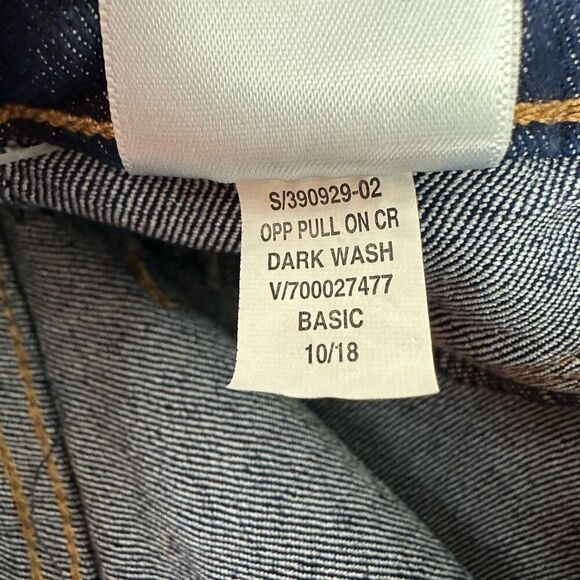 S/390929-02
OPP PULL ON CR
DARK WASH
V/700027477
BASIC
10/18